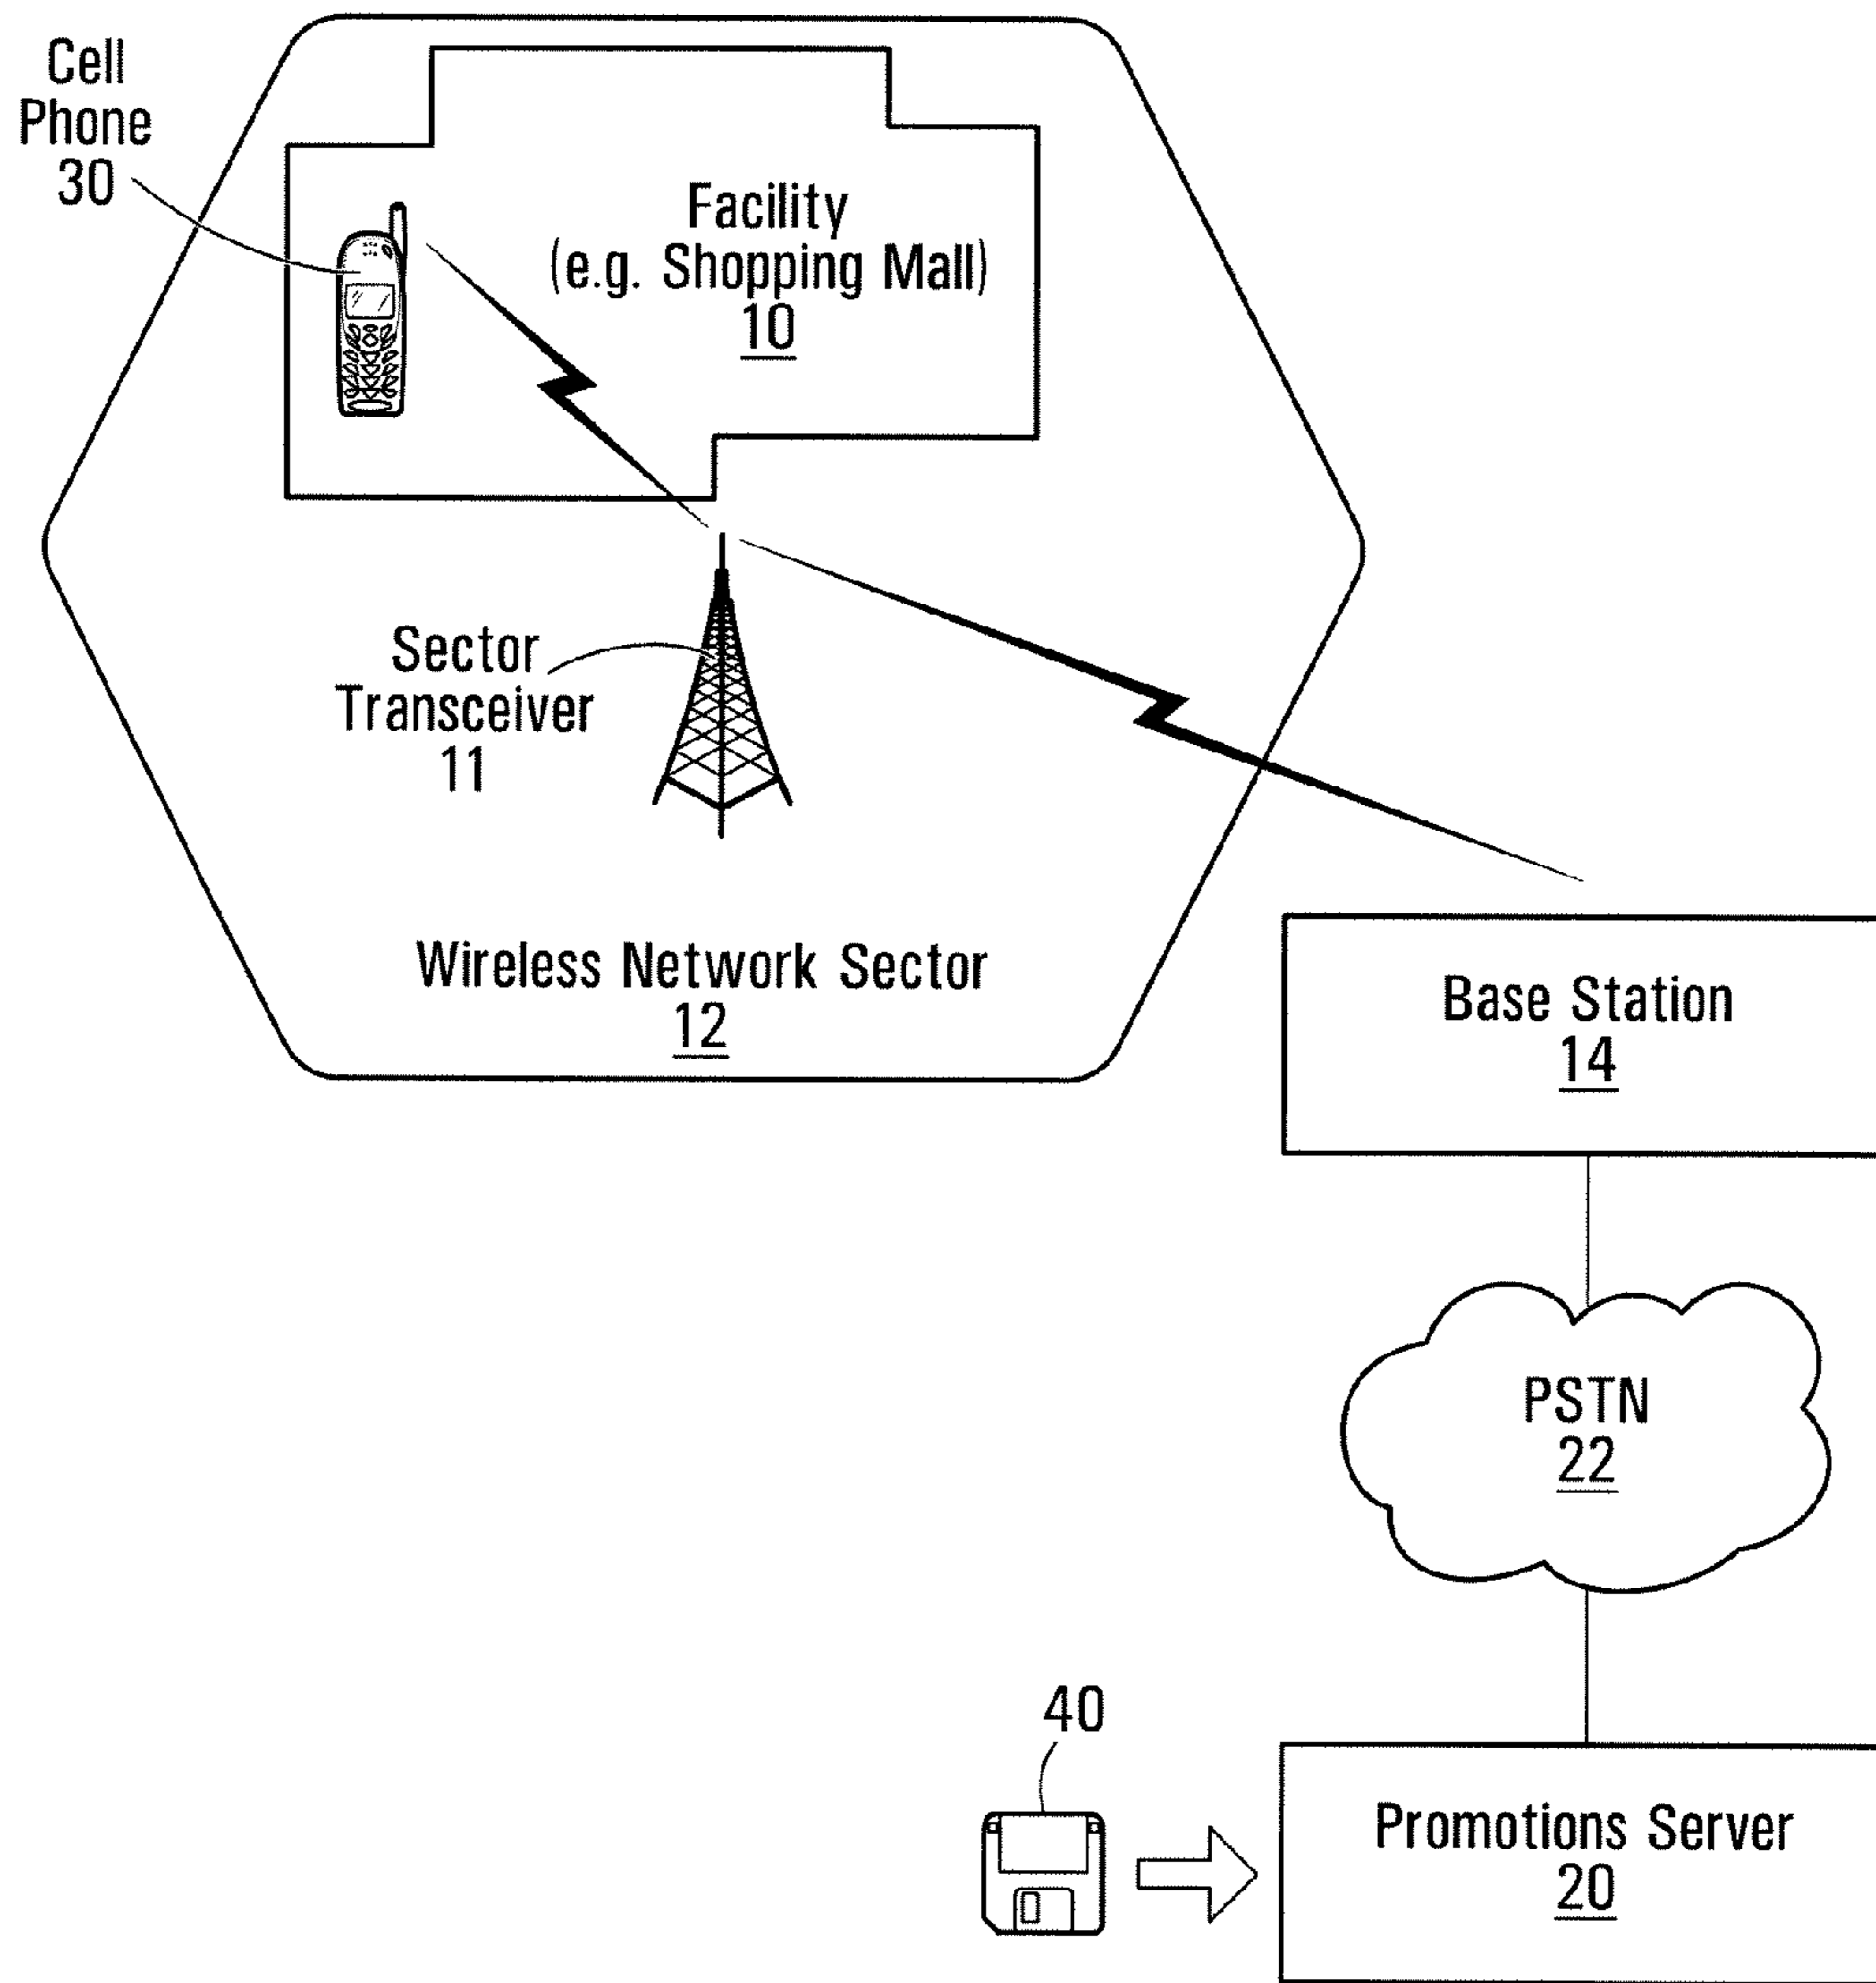 Cell
Phone
30
Facility
(e.g. Shopping Mall)
10
Sector
Transceiver
11
Wireless Network Sector
12
Base Station
14
PSTN
22
40
Promotions Server
20